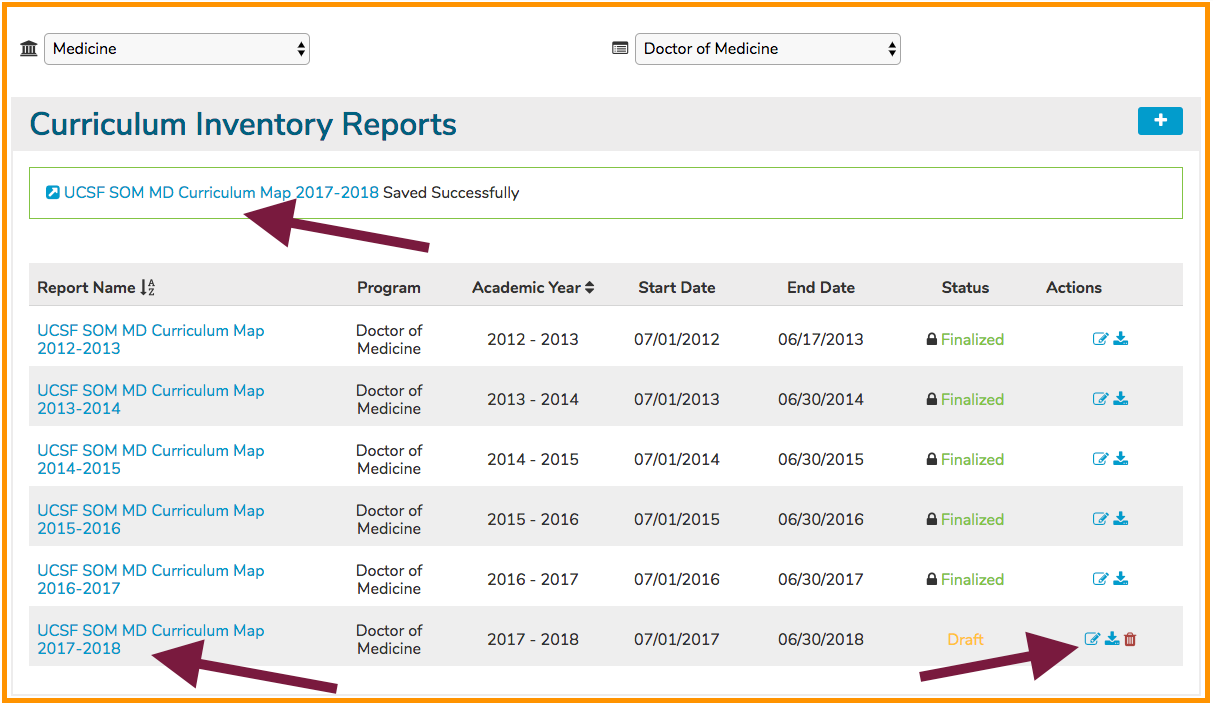 Medicine
Doctor of Medicine
Curriculum Inventory Reports
+
UCSF SOM MD Curriculum Map 2017-2018 Saved Successfully
Report Name Program Academic Year Start Date End Date Status Actions
UCSF SOM MD Curriculum Map
2012-2013
Doctor of
Medicine
2012 - 2013 07/01/2012 06/17/2013 Finalized
UCSF SOM MD Curriculum Map
2013-2014
Doctor of
Medicine
2013 - 2014 07/01/2013 06/30/2014 Finalized
UCSF SOM MD Curriculum Map
2014-2015
Doctor of
Medicine
2014 - 2015 07/01/2014 06/30/2015 Finalized
UCSF SOM MD Curriculum Map
2015-2016
Doctor of
Medicine
2015 - 2016 07/01/2015 06/30/2016 Finalized
UCSF SOM MD Curriculum Map
2016-2017
Doctor of
Medicine
2016 - 2017 07/01/2016 06/30/2017 Finalized
UCSF SOM MD Curriculum Map
2017-2018
Doctor of
Medicine
2017 - 2018 07/01/2017 06/30/2018 Draft